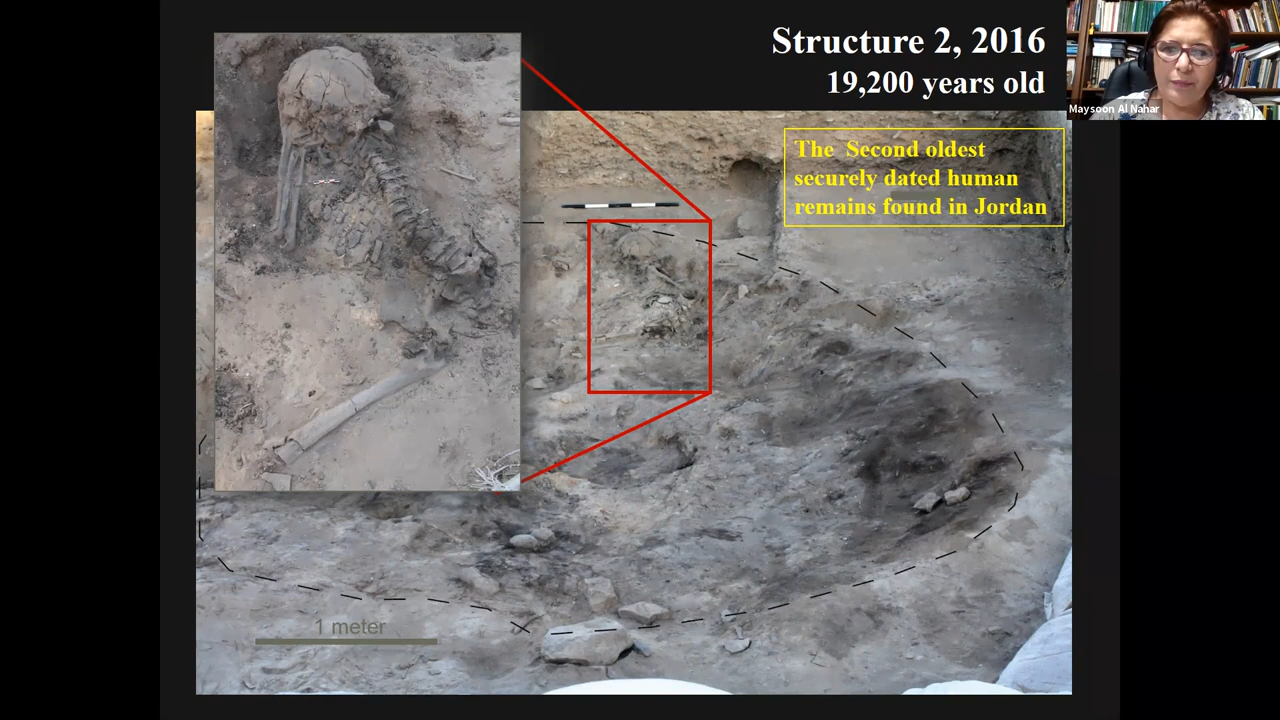 Structure 2, 2016
19,200 years old
Maysoon Al Nahar
The Second oldest
securely dated human
remains found in Jordan
1 meter